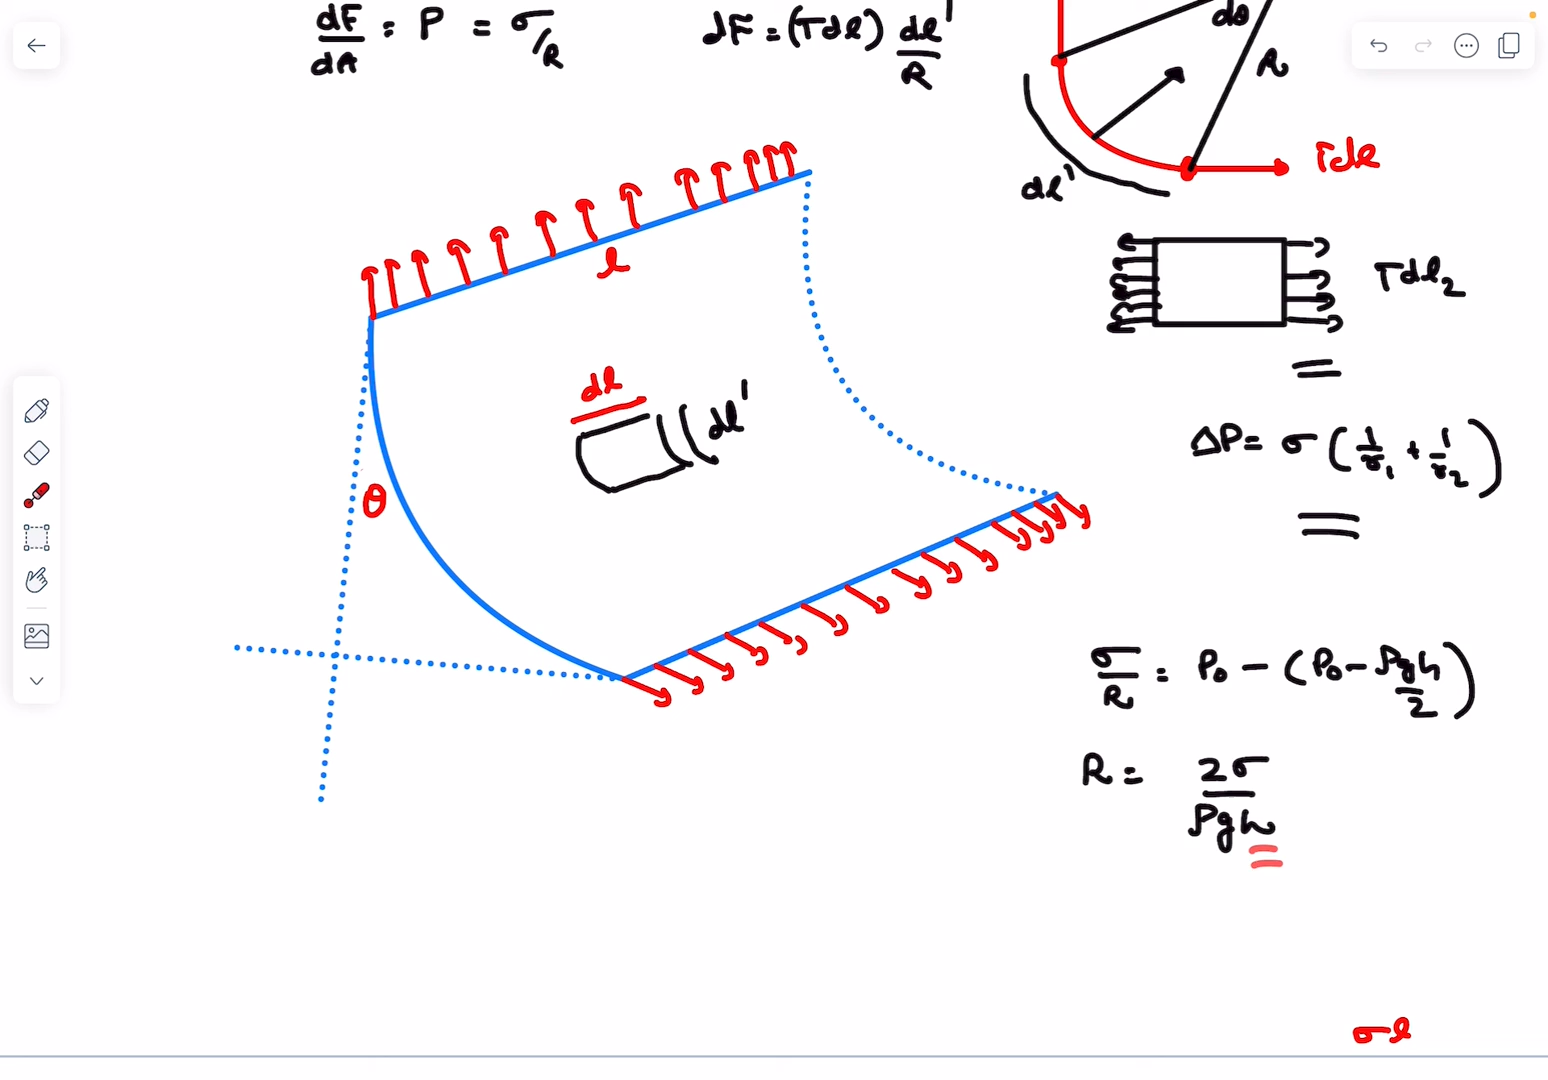 dF/dA = P = σ/R
dF = (Tdl) dl'/R
dθ
R
Tdl
dl'
l
Tdl₂
dl
dl'
ΔP = σ(1/r₁ + 1/r₂)
θ
σ/R = P₀ - (P₀ - ρgh/2)
R = 2σ/ρgh
σl